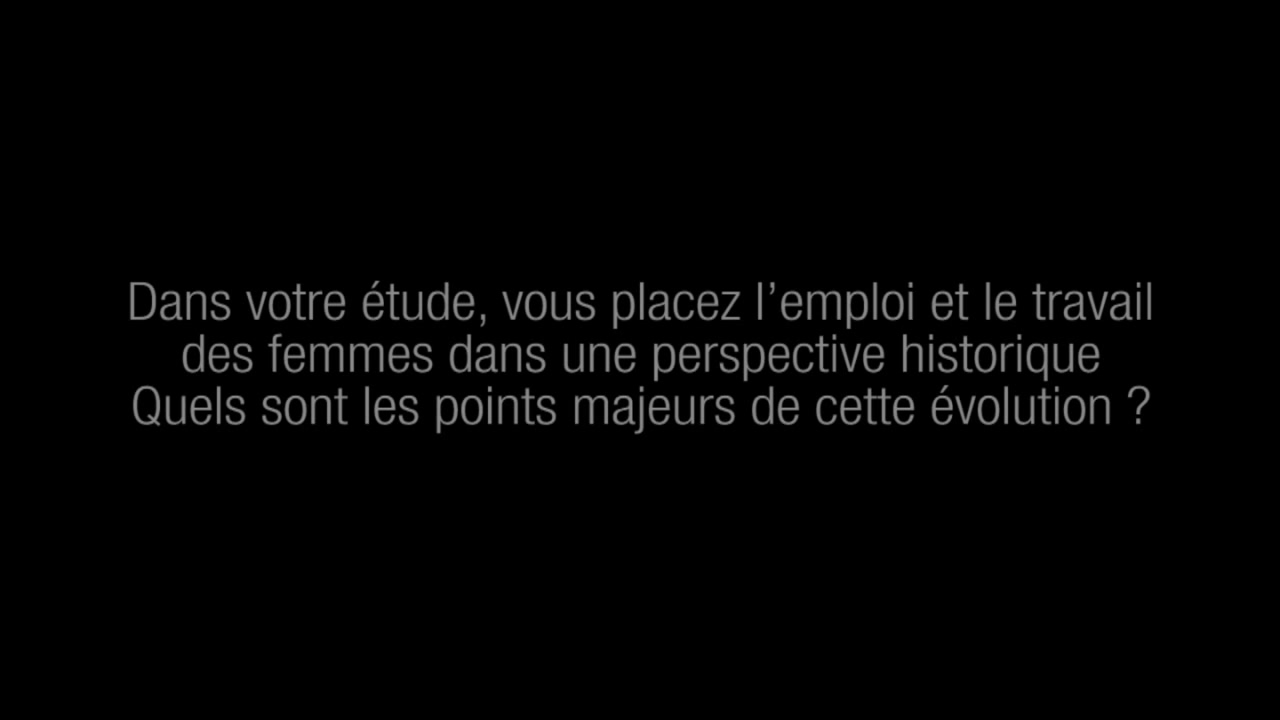 Dans votre étude, vous placez l’emploi et le travail
des femmes dans une perspective historique
Quels sont les points majeurs de cette évolution ?